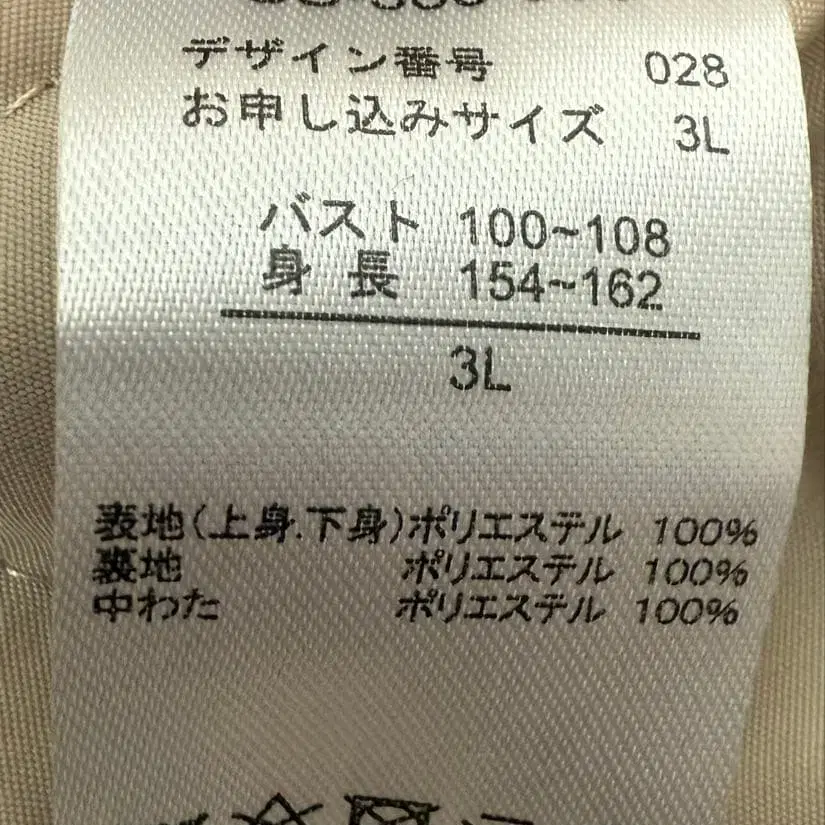 デザイン番号 028
お申し込みサイズ 3L
バスト 100~108
身 長 154~162
3L
表地(上身.下身)ポリエステル 100%
裏地 ポリエステル 100%
中わた ポリエステル 100%